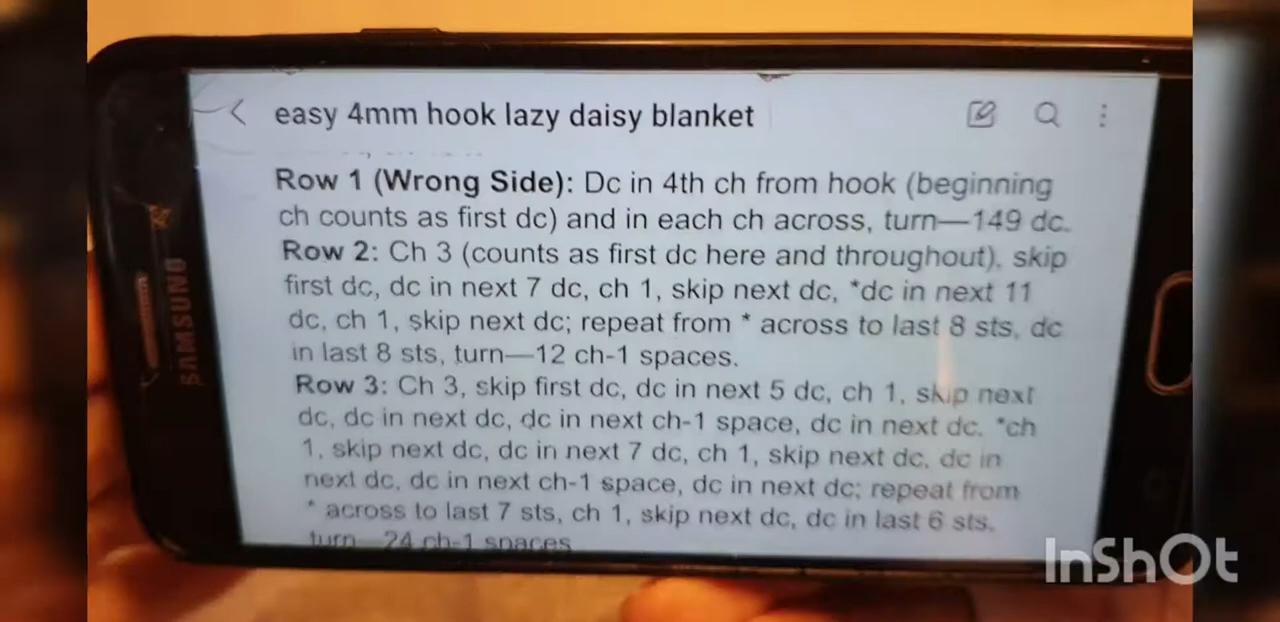 easy 4mm hook lazy daisy blanket
Row 1 (Wrong Side): Dc in 4th ch from hook (beginning
ch counts as first dc) and in each ch across, turn—149 dc.
Row 2: Ch 3 (counts as first dc here and throughout), skip
first dc, dc in next 7 dc, ch 1, skip next dc, *dc in next 11
dc, ch 1, skip next dc; repeat from * across to last 8 sts, dc
in last 8 sts, turn—12 ch-1 spaces.
Row 3: Ch 3, skip first dc, dc in next 5 dc, ch 1, skip next
dc, dc in next dc, dc in next ch-1 space, dc in next dc. *ch
1, skip next dc, dc in next 7 dc, ch 1, skip next dc, dc in
next dc, dc in next ch-1 space, dc in next dc; repeat from
* across to last 7 sts, ch 1, skip next dc, dc in last 6 sts,
turn—24 ch-1 spaces
SAMSUNG
InShOt